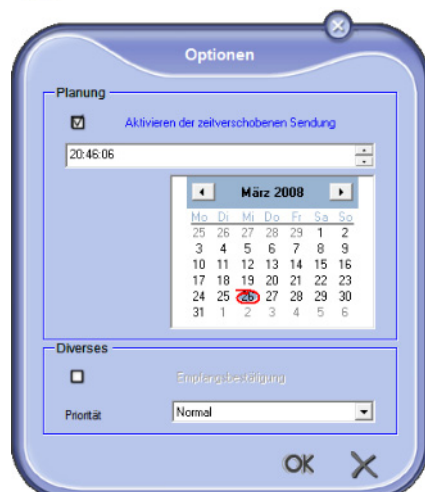 Optionen
Planung
Aktivieren der zeitverschobenen Sendung
20:46:06
März 2008
Mo Di Mi Do Fr Sa So
25 26 27 28 29 1 2
3 4 5 6 7 8 9
10 11 12 13 14 15 16
17 18 19 20 21 22 23
24 25 26 27 28 29 30
31 1 2 3 4 5 6
Diverses
Empfangsbestätigung
Priorität Normal
OK